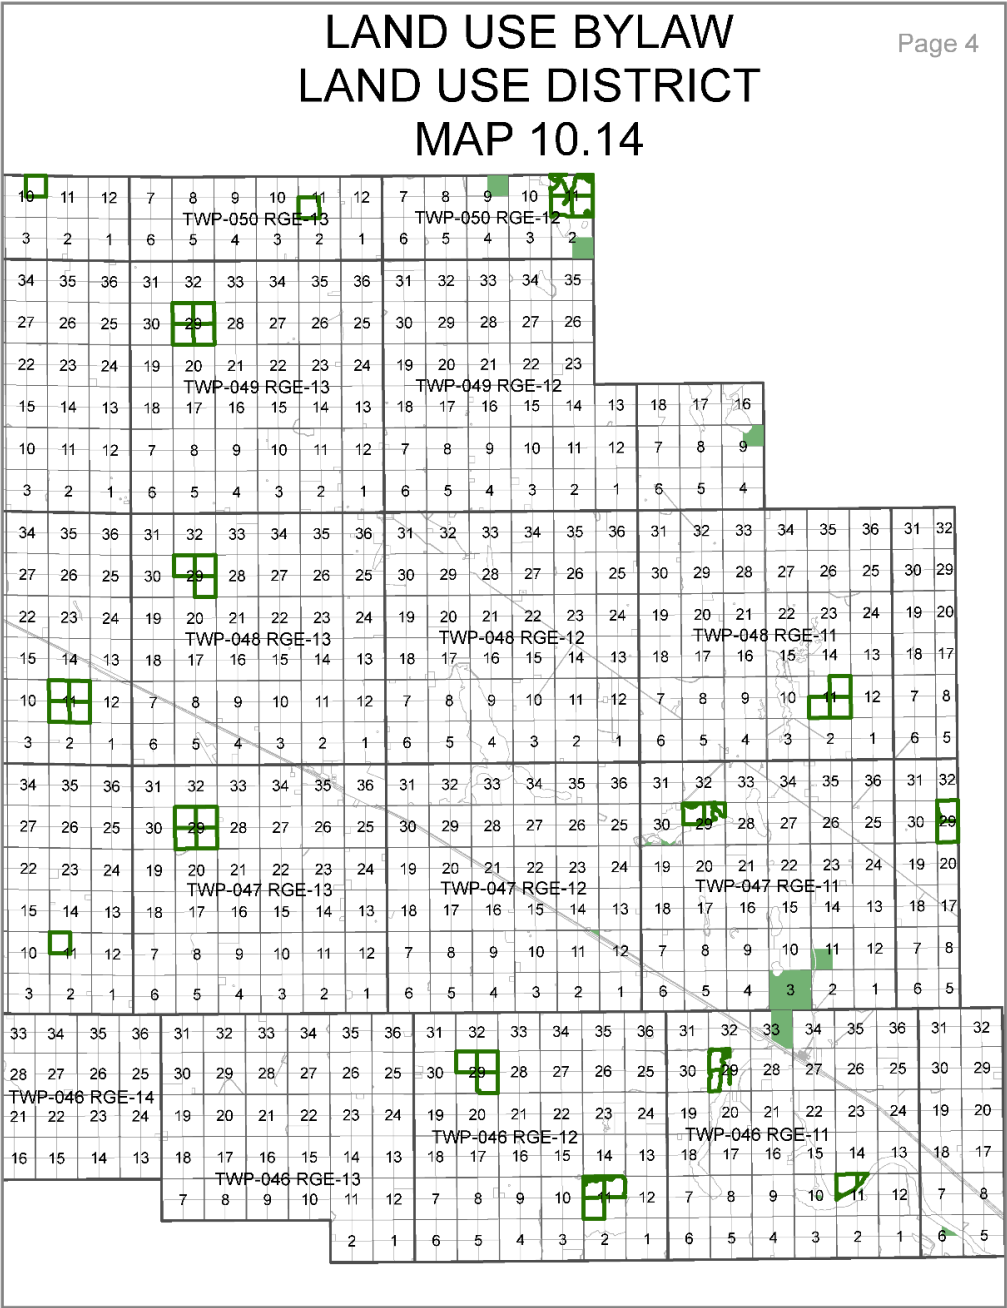 LAND USE BYLAW
Page 4
LAND USE DISTRICT
MAP 10.14
10 11 12 7 8 9 10 11 12 7 8 9 10 11
TWP-050 RGE-13 TWP-050 RGE-12
3 2 1 6 5 4 3 2 1 6 5 4 3 2
34 35 36 31 32 33 34 35 36 31 32 33 34 35
27 26 25 30 29 28 27 26 25 30 29 28 27 26
22 23 24 19 20 21 22 23 24 19 20 21 22 23
TWP-049 RGE-13 TWP-049 RGE-12
15 14 13 18 17 16 15 14 13 18 17 16 15 14 13 18 17 16
10 11 12 7 8 9 10 11 12 7 8 9 10 11 12 7 8 9
3 2 1 6 5 4 3 2 1 6 5 4 3 2 1 6 5 4
34 35 36 31 32 33 34 35 36 31 32 33 34 35 36 31 32 33 34 35 36 31 32
27 26 25 30 29 28 27 26 25 30 29 28 27 26 25 30 29 28 27 26 25 30 29
22 23 24 19 20 21 22 23 24 19 20 21 22 23 24 19 20 21 22 23 24 19 20
TWP-048 RGE-13 TWP-048 RGE-12 TWP-048 RGE-11
15 14 13 18 17 16 15 14 13 18 17 16 15 14 13 18 17 16 15 14 13 18 17
10 11 12 7 8 9 10 11 12 7 8 9 10 11 12 7 8 9 10 11 12 7 8
3 2 1 6 5 4 3 2 1 6 5 4 3 2 1 6 5 4 3 2 1 6 5
34 35 36 31 32 33 34 35 36 31 32 33 34 35 36 31 32 33 34 35 36 31 32
27 26 25 30 29 28 27 26 25 30 29 28 27 26 25 30 29 28 27 26 25 30 29
22 23 24 19 20 21 22 23 24 19 20 21 22 23 24 19 20 21 22 23 24 19 20
TWP-047 RGE-13 TWP-047 RGE-12 TWP-047 RGE-11
15 14 13 18 17 16 15 14 13 18 17 16 15 14 13 18 17 16 15 14 13 18 17
10 11 12 7 8 9 10 11 12 7 8 9 10 11 12 7 8 9 10 11 12 7 8
3 2 1 6 5 4 3 2 1 6 5 4 3 2 1 6 5 4 3 2 1 6 5
33 34 35 36 31 32 33 34 35 36 31 32 33 34 35 36 31 32 33 34 35 36 31 32
28 27 26 25 30 29 28 27 26 25 30 29 28 27 26 25 30 29 28 27 26 25 30 29
TWP-046 RGE-14
21 22 23 24 19 20 21 22 23 24 19 20 21 22 23 24 19 20 21 22 23 24 19 20
TWP-046 RGE-12 TWP-046 RGE-11
16 15 14 13 18 17 16 15 14 13 18 17 16 15 14 13 18 17 16 15 14 13 18 17
TWP-046 RGE-13
7 8 9 10 11 12 7 8 9 10 11 12 7 8 9 10 11 12 7 8
2 1 6 5 4 3 2 1 6 5 4 3 2 1 6 5